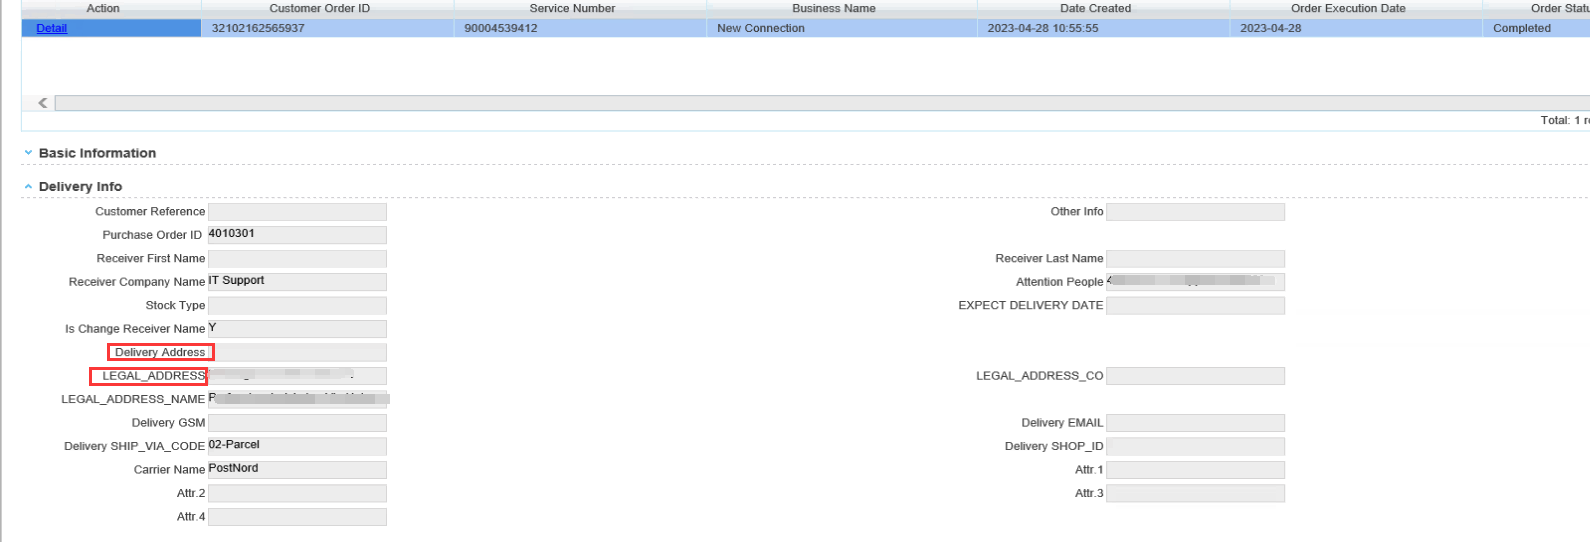 Action Customer Order ID Service Number Business Name Date Created Order Execution Date Order Statu
Detail 32102162565937 90004539412 New Connection 2023-04-28 10:55:55 2023-04-28 Completed
Total: 1 r
Basic Information
Delivery Info
Customer Reference Other Info
Purchase Order ID 4010301
Receiver First Name Receiver Last Name
Receiver Company Name IT Support Attention People
Stock Type EXPECT DELIVERY DATE
Is Change Receiver Name Y
Delivery Address
LEGAL_ADDRESS LEGAL_ADDRESS_CO
LEGAL_ADDRESS_NAME
Delivery GSM Delivery EMAIL
Delivery SHIP_VIA_CODE 02-Parcel Delivery SHOP_ID
Carrier Name PostNord Attr.1
Attr.2 Attr.3
Attr.4